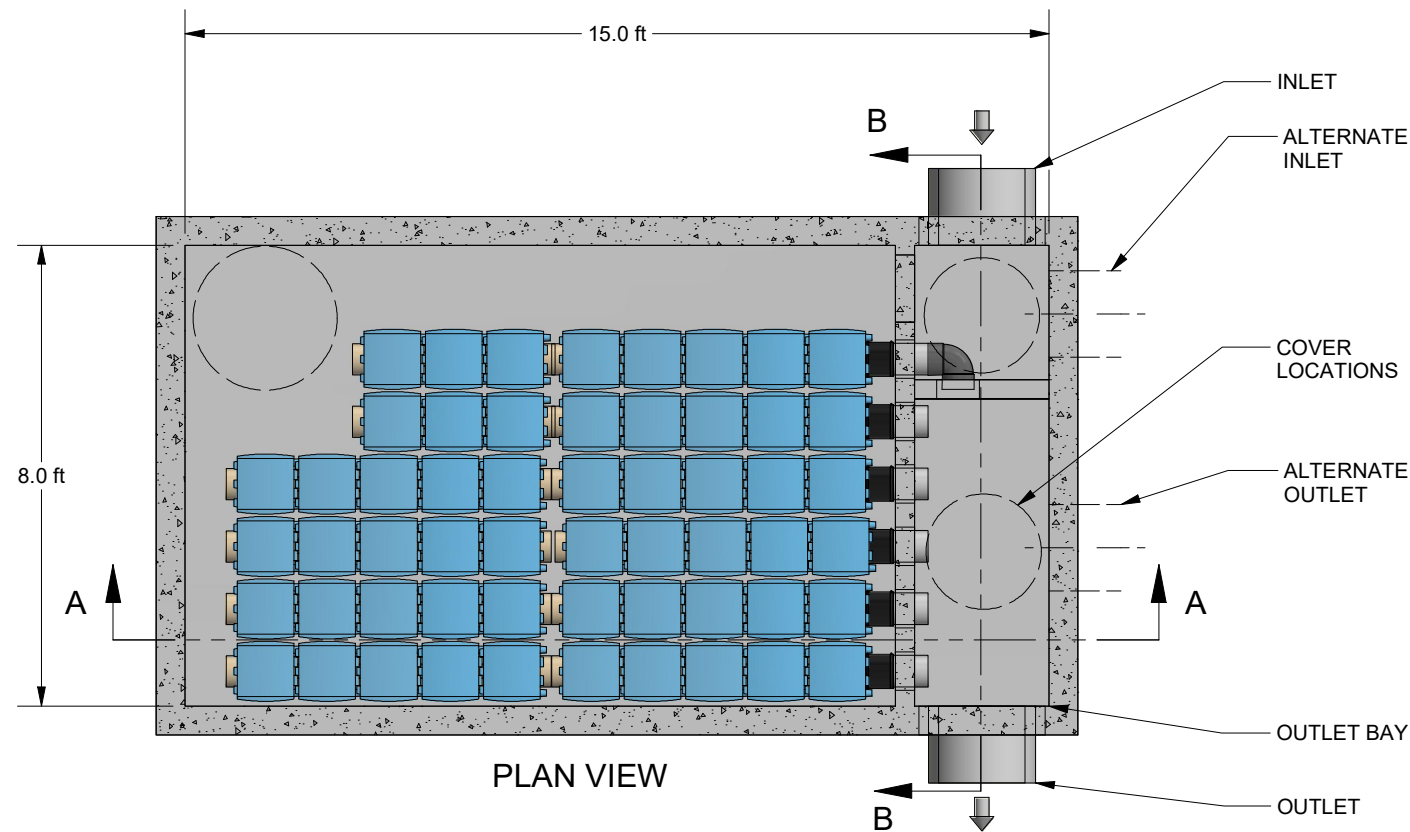 15.0 ft
INLET
B
ALTERNATE
INLET
COVER
LOCATIONS
8.0 ft
ALTERNATE
OUTLET
A
A
OUTLET BAY
PLAN VIEW
OUTLET
B